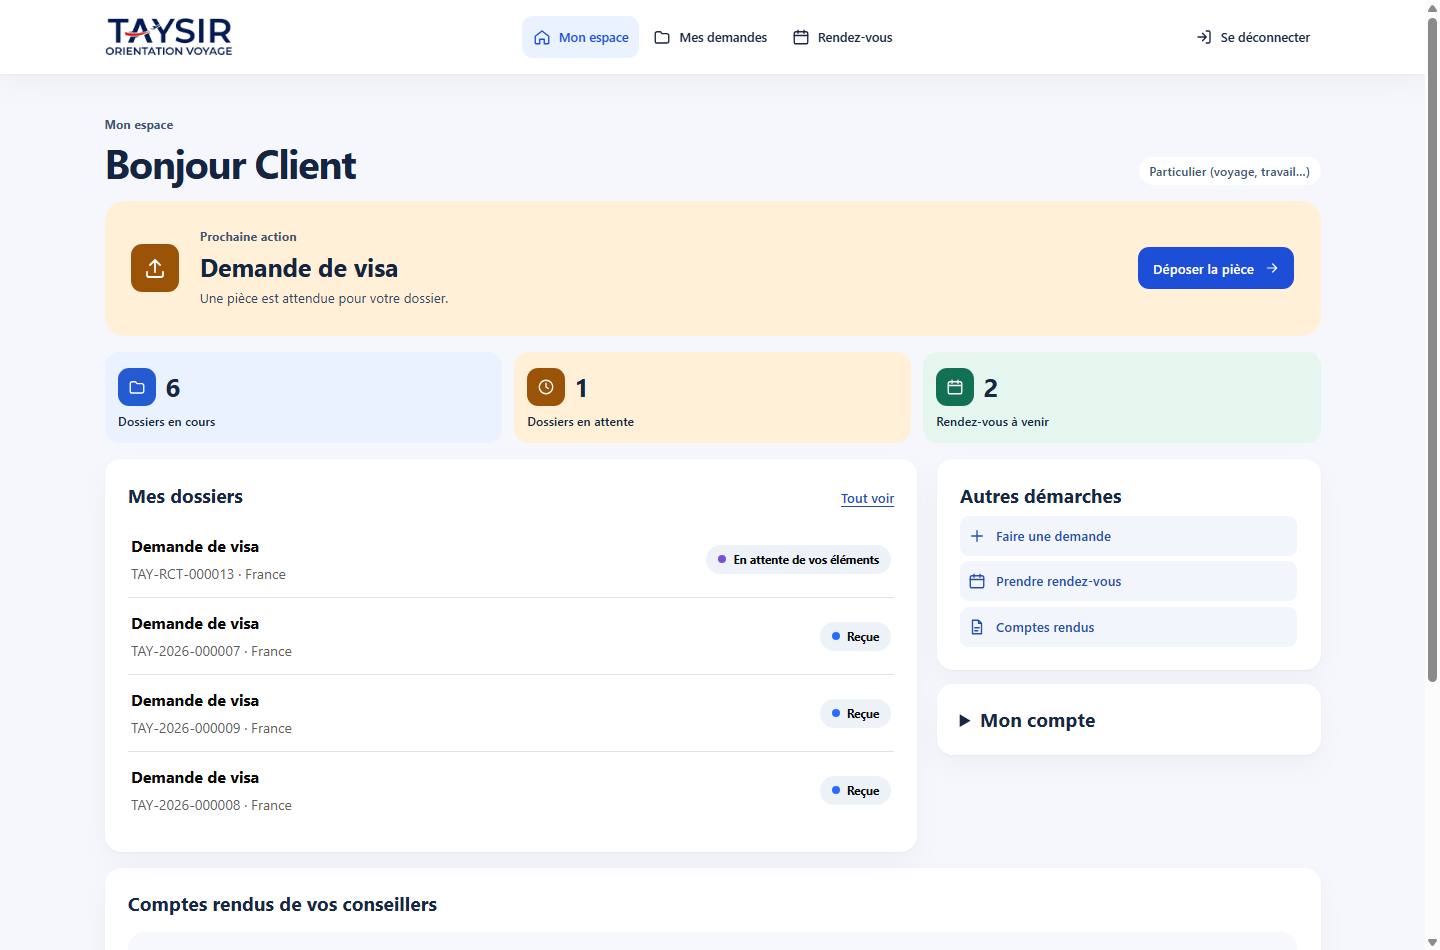 TAYSIR
ORIENTATION VOYAGE
Mon espace
Mes demandes
Rendez-vous
Se déconnecter
Mon espace
Bonjour Client
Particulier (voyage, travail...)
Prochaine action
Demande de visa
Une pièce est attendue pour votre dossier.
Déposer la pièce
6
Dossiers en cours
1
Dossiers en attente
2
Rendez-vous à venir
Mes dossiers
Tout voir
Demande de visa
TAY-RCT-000013 · France
En attente de vos éléments
Demande de visa
TAY-2026-000007 · France
Reçue
Demande de visa
TAY-2026-000009 · France
Reçue
Demande de visa
TAY-2026-000008 · France
Reçue
Autres démarches
Faire une demande
Prendre rendez-vous
Comptes rendus
Mon compte
Comptes rendus de vos conseillers